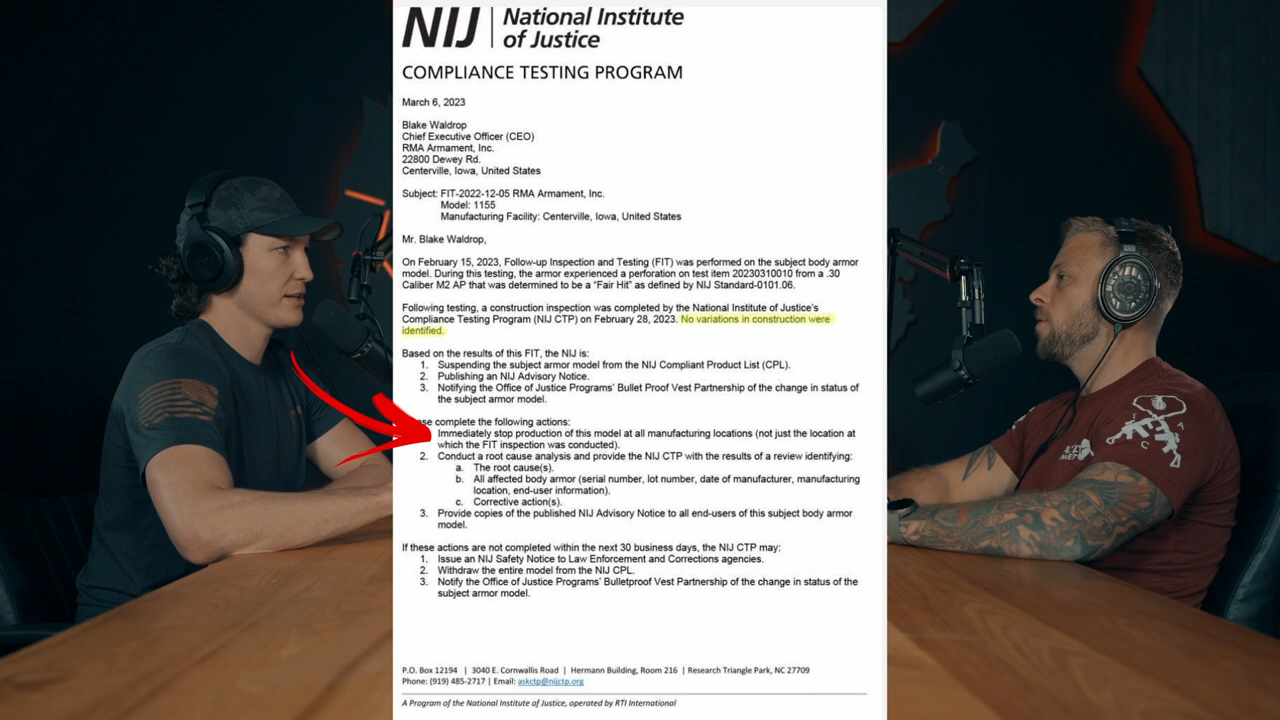 NIJ
National Institute
of Justice
COMPLIANCE TESTING PROGRAM
March 6, 2023
Blake Waldrop
Chief Executive Officer (CEO)
RMA Armament, Inc.
22800 Dewey Rd.
Centerville, Iowa, United States
Subject: FIT-2022-12-05 RMA Armament, Inc.
Model: 1155
Manufacturing Facility: Centerville, Iowa, United States
Mr. Blake Waldrop,
On February 15, 2023, Follow-up Inspection and Testing (FIT) was performed on the subject body armor
model. During this testing, the armor experienced a perforation on test item 20230310010 from a .30
Caliber M2 AP that was determined to be a “Fair Hit” as defined by NIJ Standard-0101.06.
Following testing, a construction inspection was completed by the National Institute of Justice’s
Compliance Testing Program (NIJ CTP) on February 28, 2023. No variations in construction were
identified.
Based on the results of this FIT, the NIJ is:
1. Suspending the subject armor model from the NIJ Compliant Product List (CPL).
2. Publishing an NIJ Advisory Notice.
3. Notifying the Office of Justice Programs’ Bullet Proof Vest Partnership of the change in status of
the subject armor model.
complete the following actions:
Immediately stop production of this model at all manufacturing locations (not just the location at
which the FIT inspection was conducted).
2. Conduct a root cause analysis and provide the NIJ CTP with the results of a review identifying:
a. The root cause(s).
b. All affected body armor (serial number, lot number, date of manufacturer, manufacturing
location, end-user information).
c. Corrective action(s).
3. Provide copies of the published NIJ Advisory Notice to all end-users of this subject body armor
model.
If these actions are not completed within the next 30 business days, the NIJ CTP may:
1. Issue an NIJ Safety Notice to Law Enforcement and Corrections agencies.
2. Withdraw the entire model from the NIJ CPL.
3. Notify the Office of Justice Programs’ Bulletproof Vest Partnership of the change in status of the
subject armor model.
P.O. Box 12194 | 3040 E. Cornwallis Road | Hermann Building, Room 216 | Research Triangle Park, NC 27709
Phone: (919) 485-2717 | Email: askctp@nijctp.org
A Program of the National Institute of Justice, operated by RTI International